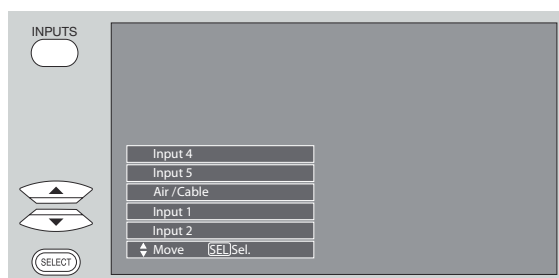 INPUTS
Input 4
Input 5
Air /Cable
Input 1
Input 2
Move SEL Sel.
SELECT